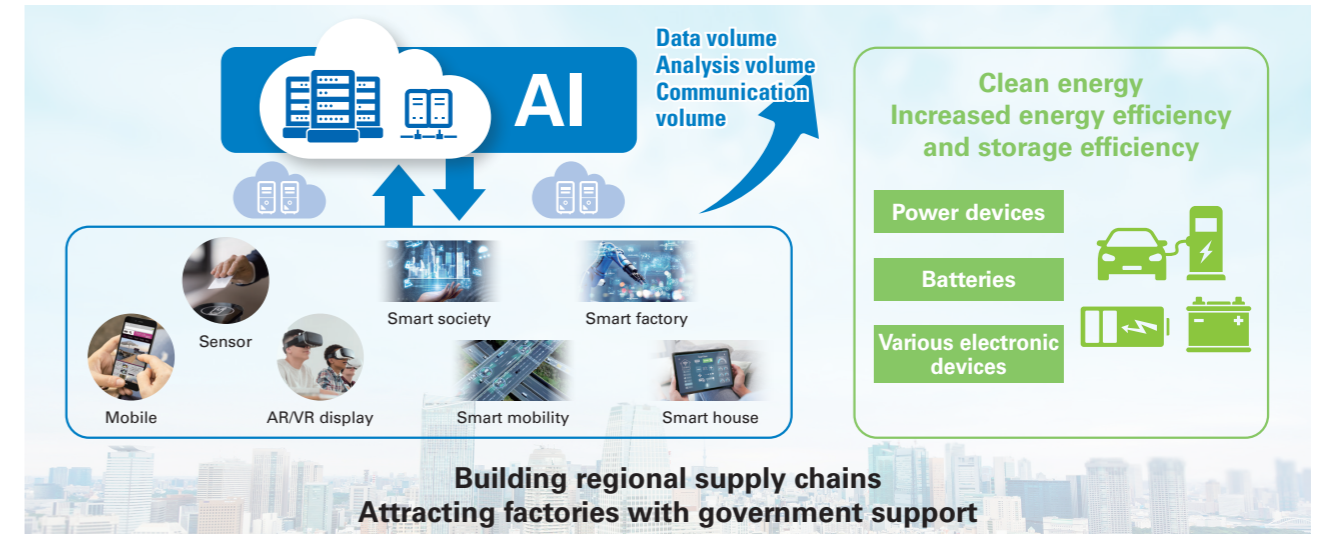 AI
Data volume
Analysis volume
Communication
volume
Sensor
Smart society
Smart factory
Mobile
AR/VR display
Smart mobility
Smart house
Clean energy
Increased energy efficiency
and storage efficiency
Power devices
Batteries
Various electronic
devices
Building regional supply chains
Attracting factories with government support